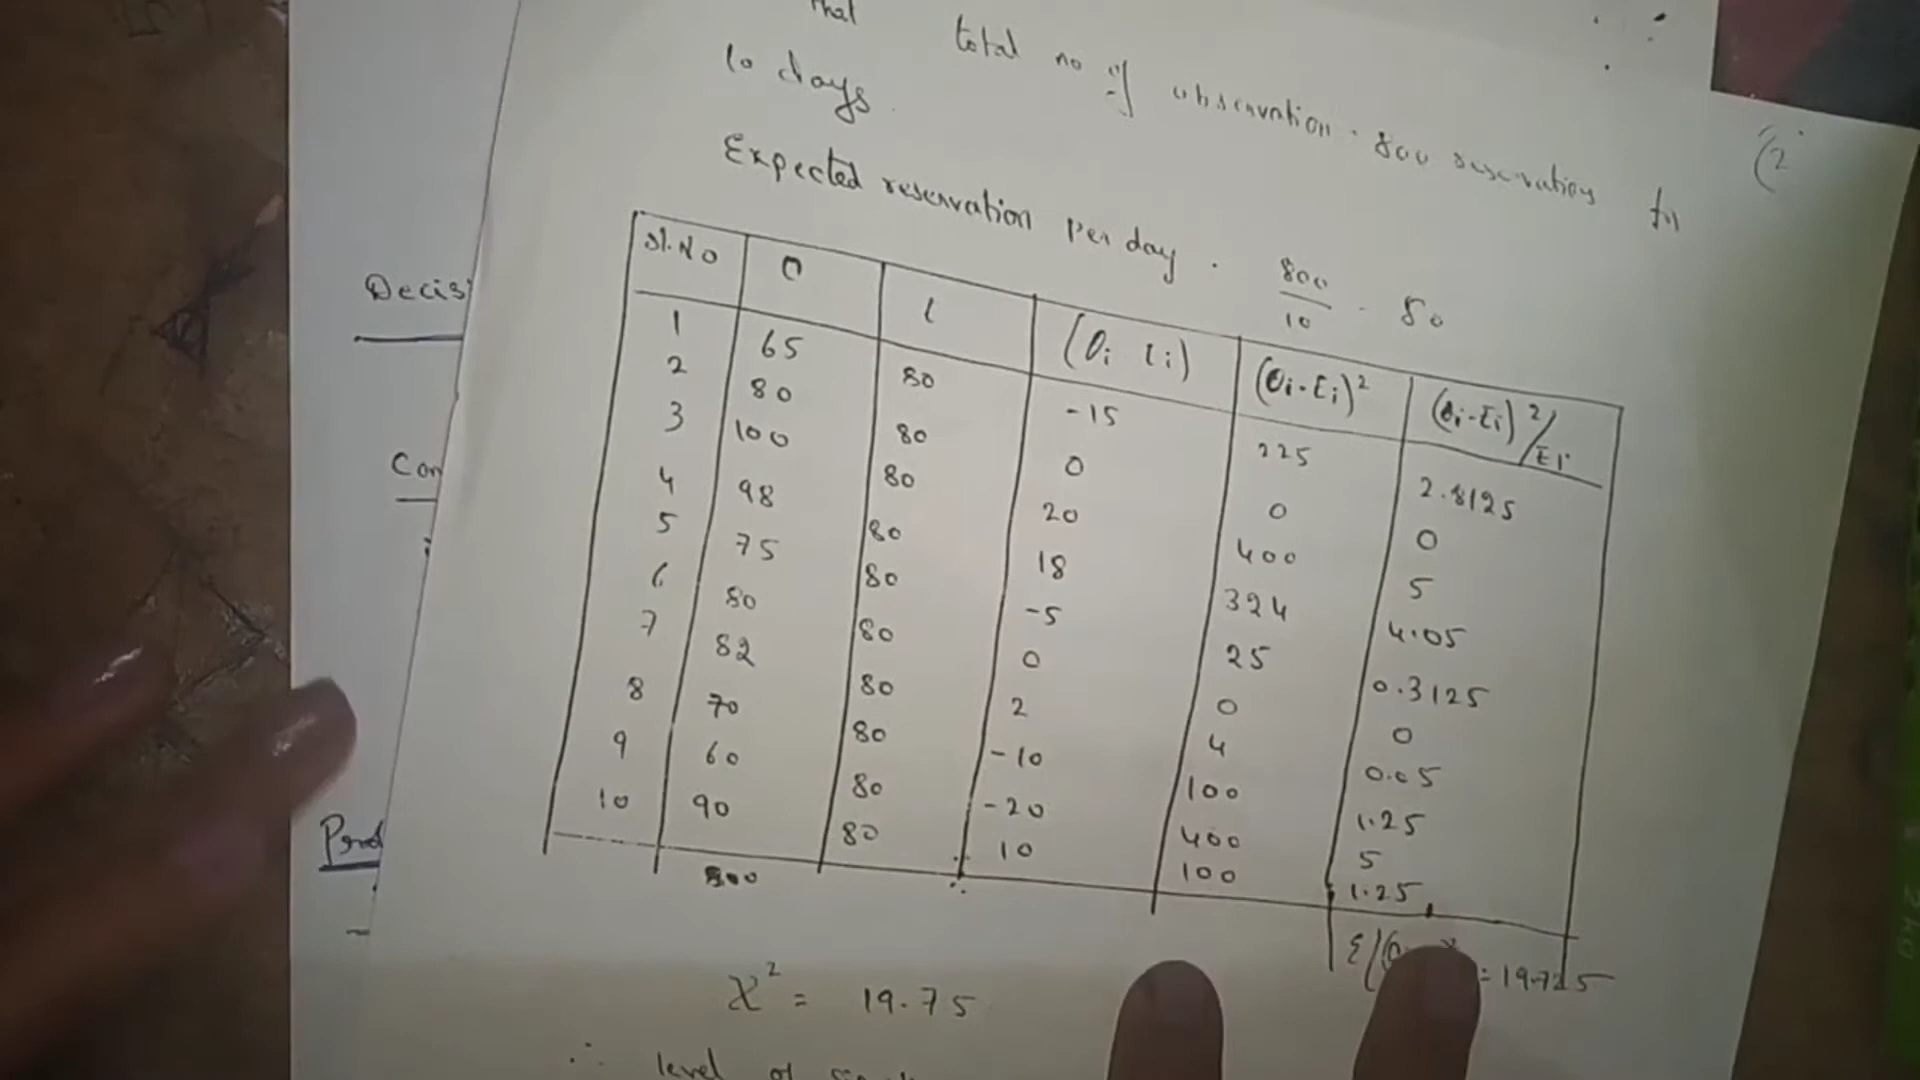 that total no of observation - 800 reservations for
10 days.
(2
Expected reservation per day. 800/10 - 80
Sl.No O E (Oi Ei) (Oi-Ei)² (Oi-Ei)²/Ei
1 65 80 -15 225 2.8125
2 80 80 0 0 0
3 100 80 20 400 5
4 98 80 18 324 4.05
5 75 80 -5 25 0.3125
6 80 80 0 0 0
7 82 80 2 4 0.05
8 70 80 -10 100 1.25
9 60 80 -20 400 5
10 90 80 10 100 1.25
800
= 19.725
χ² = 19.75
∴ level of
Decis
Con
Prod